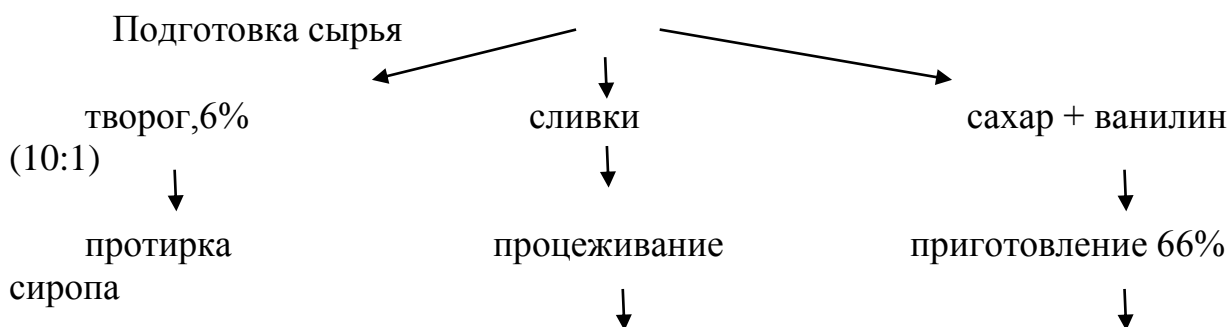 Подготовка сырья
творог,6% сливки сахар + ванилин
(10:1)
протирка процеживание приготовление 66%
сиропа